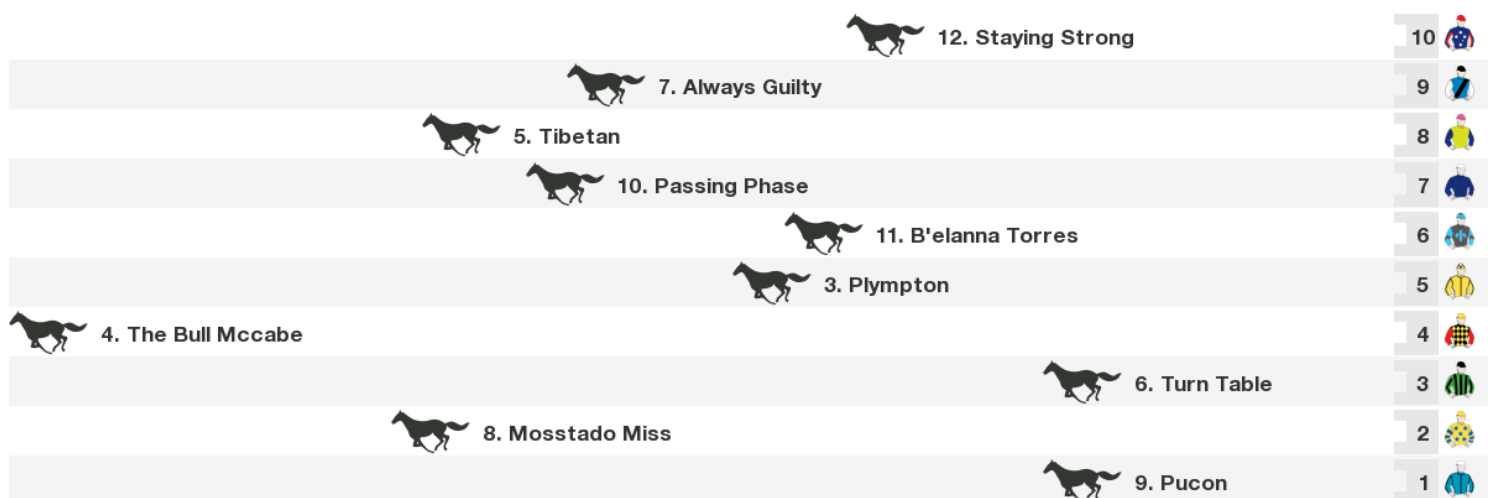 12. Staying Strong 10
7. Always Guilty 9
5. Tibetan 8
10. Passing Phase 7
11. B'elanna Torres 6
3. Plympton 5
4. The Bull Mccabe 4
6. Turn Table 3
8. Mosstado Miss 2
9. Pucon 1